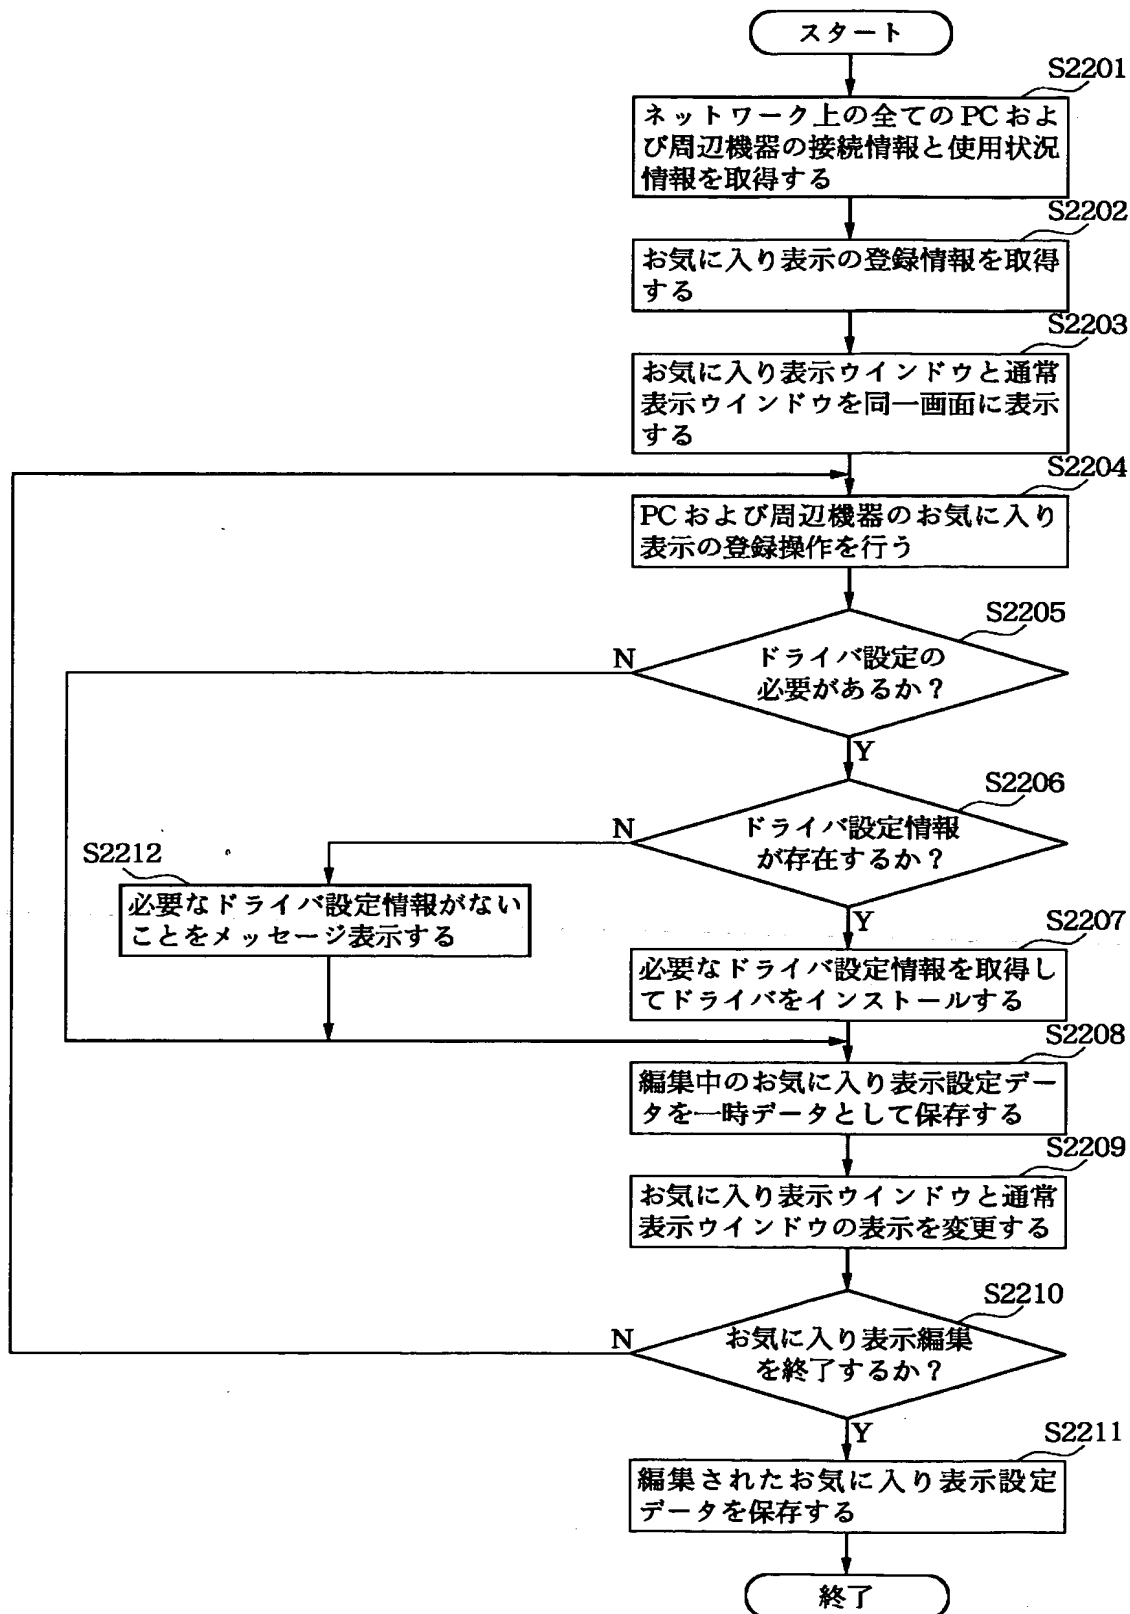 スタート
S2201
ネットワーク上の全てのPCおよ
び周辺機器の接続情報と使用状況
情報を取得する
S2202
お気に入り表示の登録情報を取得
する
S2203
お気に入り表示ウインドウと通常
表示ウインドウを同一画面に表示
する
S2204
PCおよび周辺機器のお気に入り
表示の登録操作を行う
S2205
N
ドライバ設定の
必要があるか？
Y
S2206
N
ドライバ設定情報
が存在するか？
S2212
必要なドライバ設定情報がない
ことをメッセージ表示する
Y
S2207
必要なドライバ設定情報を取得し
てドライバをインストールする
S2208
編集中のお気に入り表示設定デー
タを一時データとして保存する
S2209
お気に入り表示ウインドウと通常
表示ウインドウの表示を変更する
S2210
N
お気に入り表示編集
を終了するか？
Y
S2211
編集されたお気に入り表示設定
データを保存する
終了